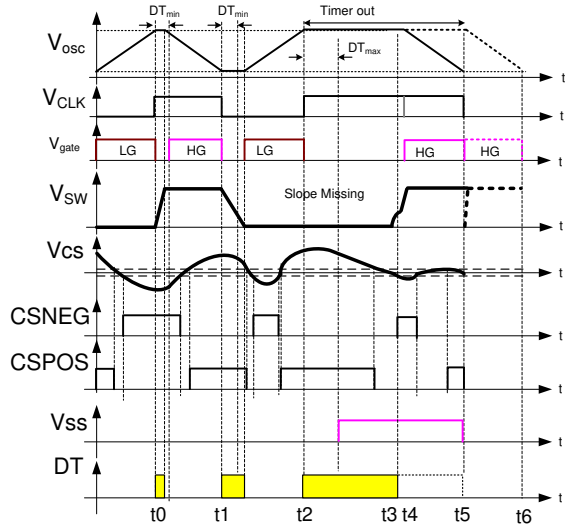 DTmin DTmin Timer out
Vosc DTmax t
VCLK t
Vgate LG HG LG HG HG t
VSW Slope Missing t
Vcs t
CSNEG t
CSPOS t
Vss t
DT t
t0 t1 t2 t3 t4 t5 t6